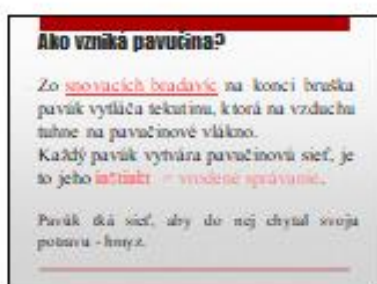 Ako vzniká pavučina?
Zo snovacích bradavíc na konci bruška
pavúk vytláča tekutinu, ktorá na vzduchu
tuhne na pavučinové vlákno.
Každý pavúk vytvára pavučinovú sieť, je
to jeho inštinkt = vrodené správanie.
Pavúk tká sieť, aby do nej chytal svoju
potravu - hmyz.